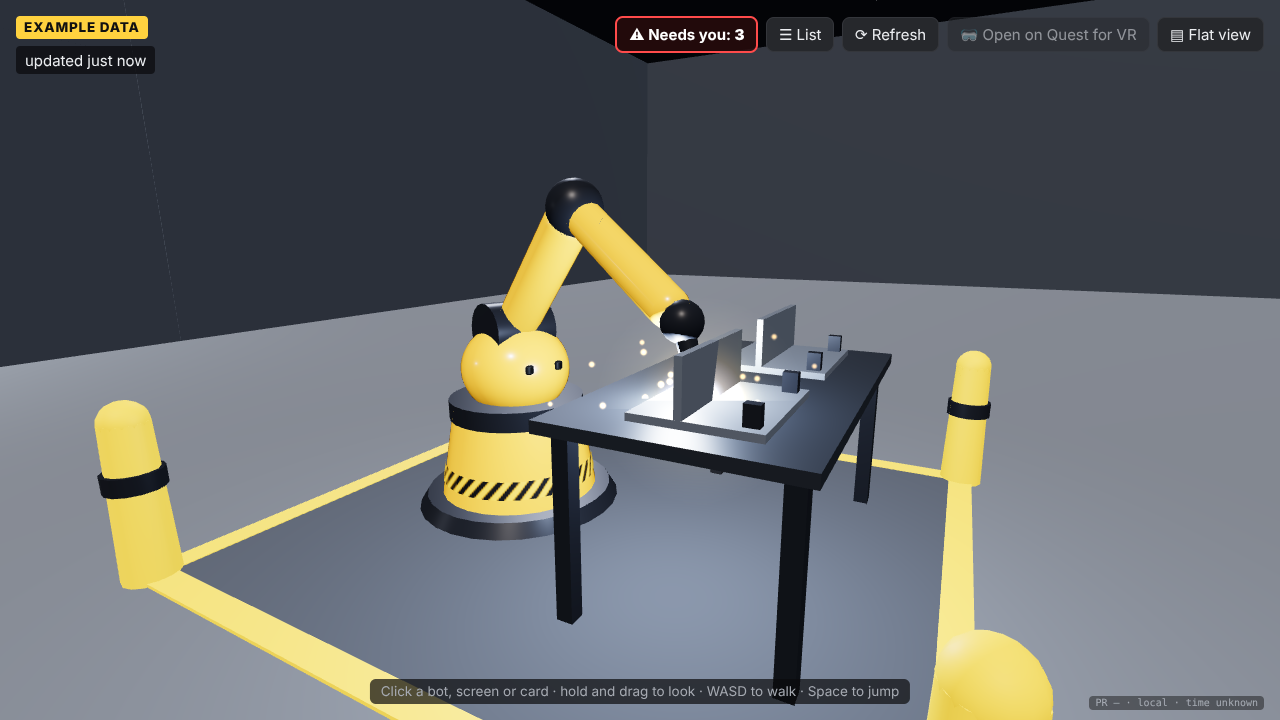 EXAMPLE DATA
updated just now
⚠ Needs you: 3
☰ List
⟳ Refresh
🥽 Open on Quest for VR
▤ Flat view
Click a bot, screen or card · hold and drag to look · WASD to walk · Space to jump
PR — · local · time unknown